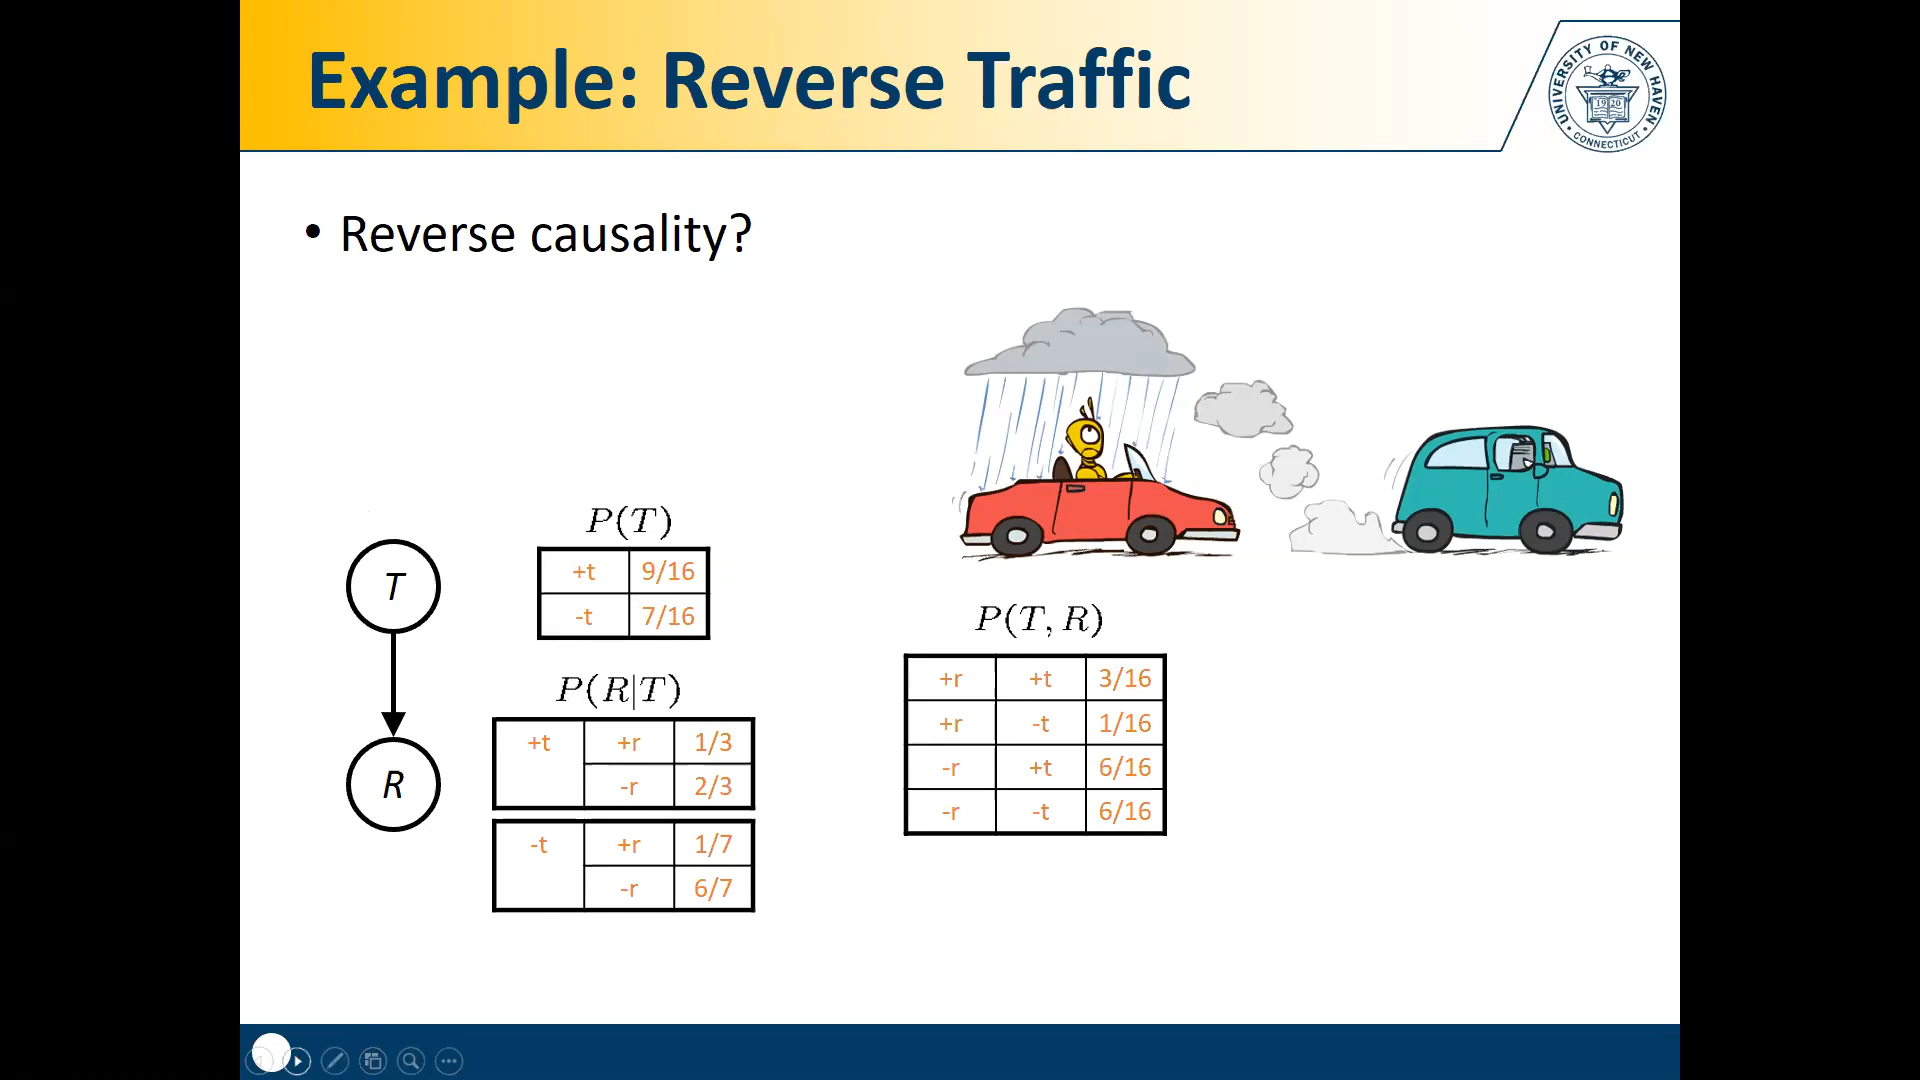 Example: Reverse Traffic
UNIVERSITY OF NEW HAVEN
1920
CONNECTICUT
• Reverse causality?
T
R
P(T)
+t 9/16
-t 7/16
P(R|T)
+t +r 1/3
-r 2/3
-t +r 1/7
-r 6/7
P(T, R)
+r +t 3/16
+r -t 1/16
-r +t 6/16
-r -t 6/16